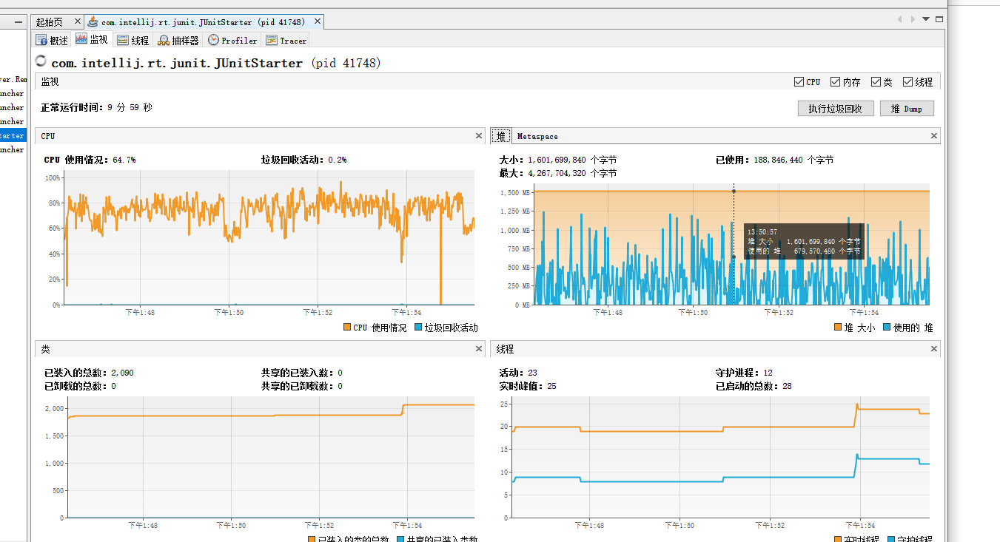 起始页
com.intellij.rt.junit.JUnitStarter (pid 41748)
概述 监视 线程 抽样器 Profiler Tracer
com.intellij.rt.junit.JUnitStarter (pid 41748)
ver.Rem
uncher
uncher
uncher
tarter
uncher
监视
CPU 内存 类 线程
正常运行时间: 9 分 59 秒
执行垃圾回收 堆 Dump
CPU
CPU 使用情况: 64.7% 垃圾回收活动: 0.2%
100%
80%
60%
40%
20%
0%
下午1:48 下午1:50 下午1:52 下午1:54
CPU 使用情况 垃圾回收活动
堆 Metaspace
大小: 1,601,699,840 个字节 已使用: 188,846,440 个字节
最大: 4,267,704,320 个字节
1,500 MB
1,250 MB
1,000 MB
750 MB
500 MB
250 MB
0 MB
13:50:57
堆 大小 1,601,699,840 个字节
使用的 堆 679,570,480 个字节
下午1:48 下午1:50 下午1:52 下午1:54
堆 大小 使用的 堆
类
已装入的总数: 2,090 共享的已装入数: 0
已卸载的总数: 0 共享的已卸载数: 0
2,000
1,500
1,000
500
0
下午1:48 下午1:50 下午1:52 下午1:54
已装入的类的总数 共享的已装入类数
线程
活动: 23 守护进程: 12
实时峰值: 25 已启动的总数: 28
25
20
15
10
5
0
下午1:48 下午1:50 下午1:52 下午1:54
实时线程 守护线程